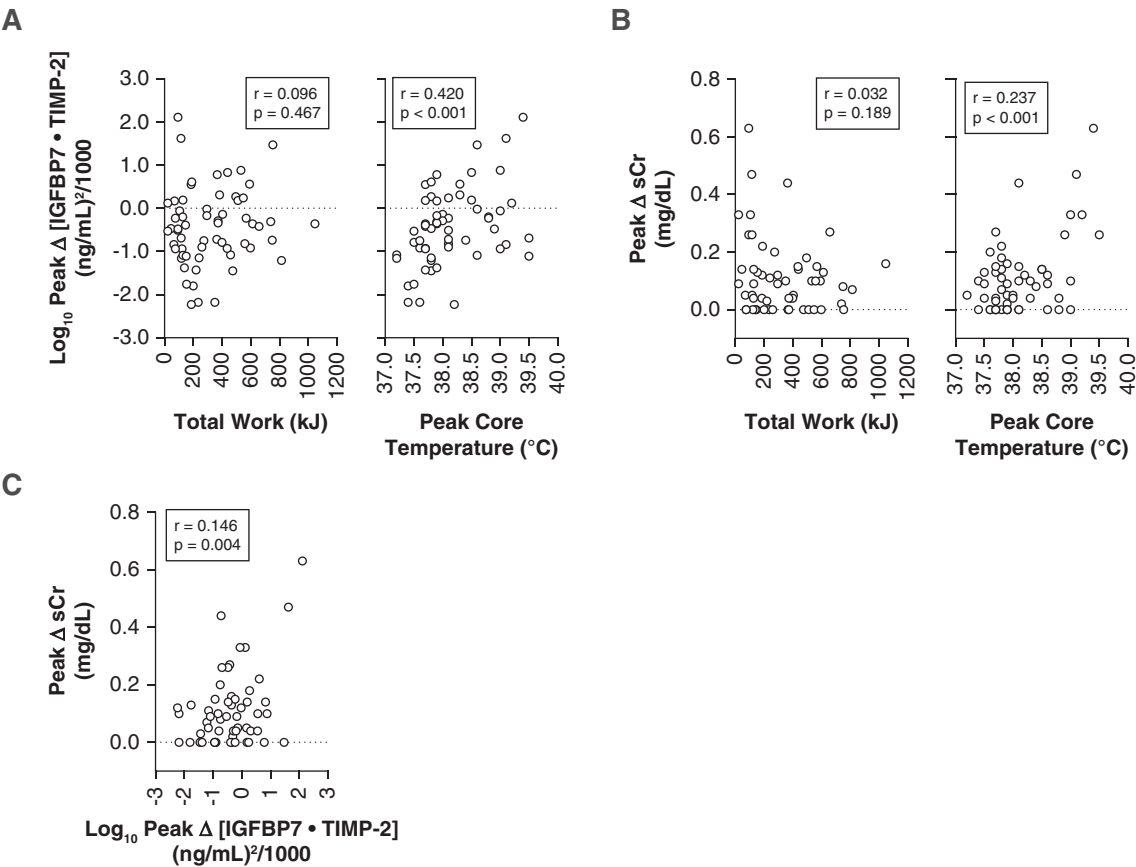 A
Log₁₀ Peak Δ [IGFBP7 • TIMP-2]
(ng/mL)²/1000
3.0
2.0
1.0
0.0
-1.0
-2.0
-3.0
r = 0.096
p = 0.467
0
200
400
600
800
1000
1200
Total Work (kJ)
r = 0.420
p < 0.001
37.0
37.5
38.0
38.5
39.0
39.5
40.0
Peak Core
Temperature (°C)
B
Peak Δ sCr
(mg/dL)
0.8
0.6
0.4
0.2
0.0
r = 0.032
p = 0.189
0
200
400
600
800
1000
1200
Total Work (kJ)
r = 0.237
p < 0.001
37.0
37.5
38.0
38.5
39.0
39.5
40.0
Peak Core
Temperature (°C)
C
Peak Δ sCr
(mg/dL)
0.8
0.6
0.4
0.2
0.0
r = 0.146
p = 0.004
-3
-2
-1
0
1
2
3
Log₁₀ Peak Δ [IGFBP7 • TIMP-2]
(ng/mL)²/1000